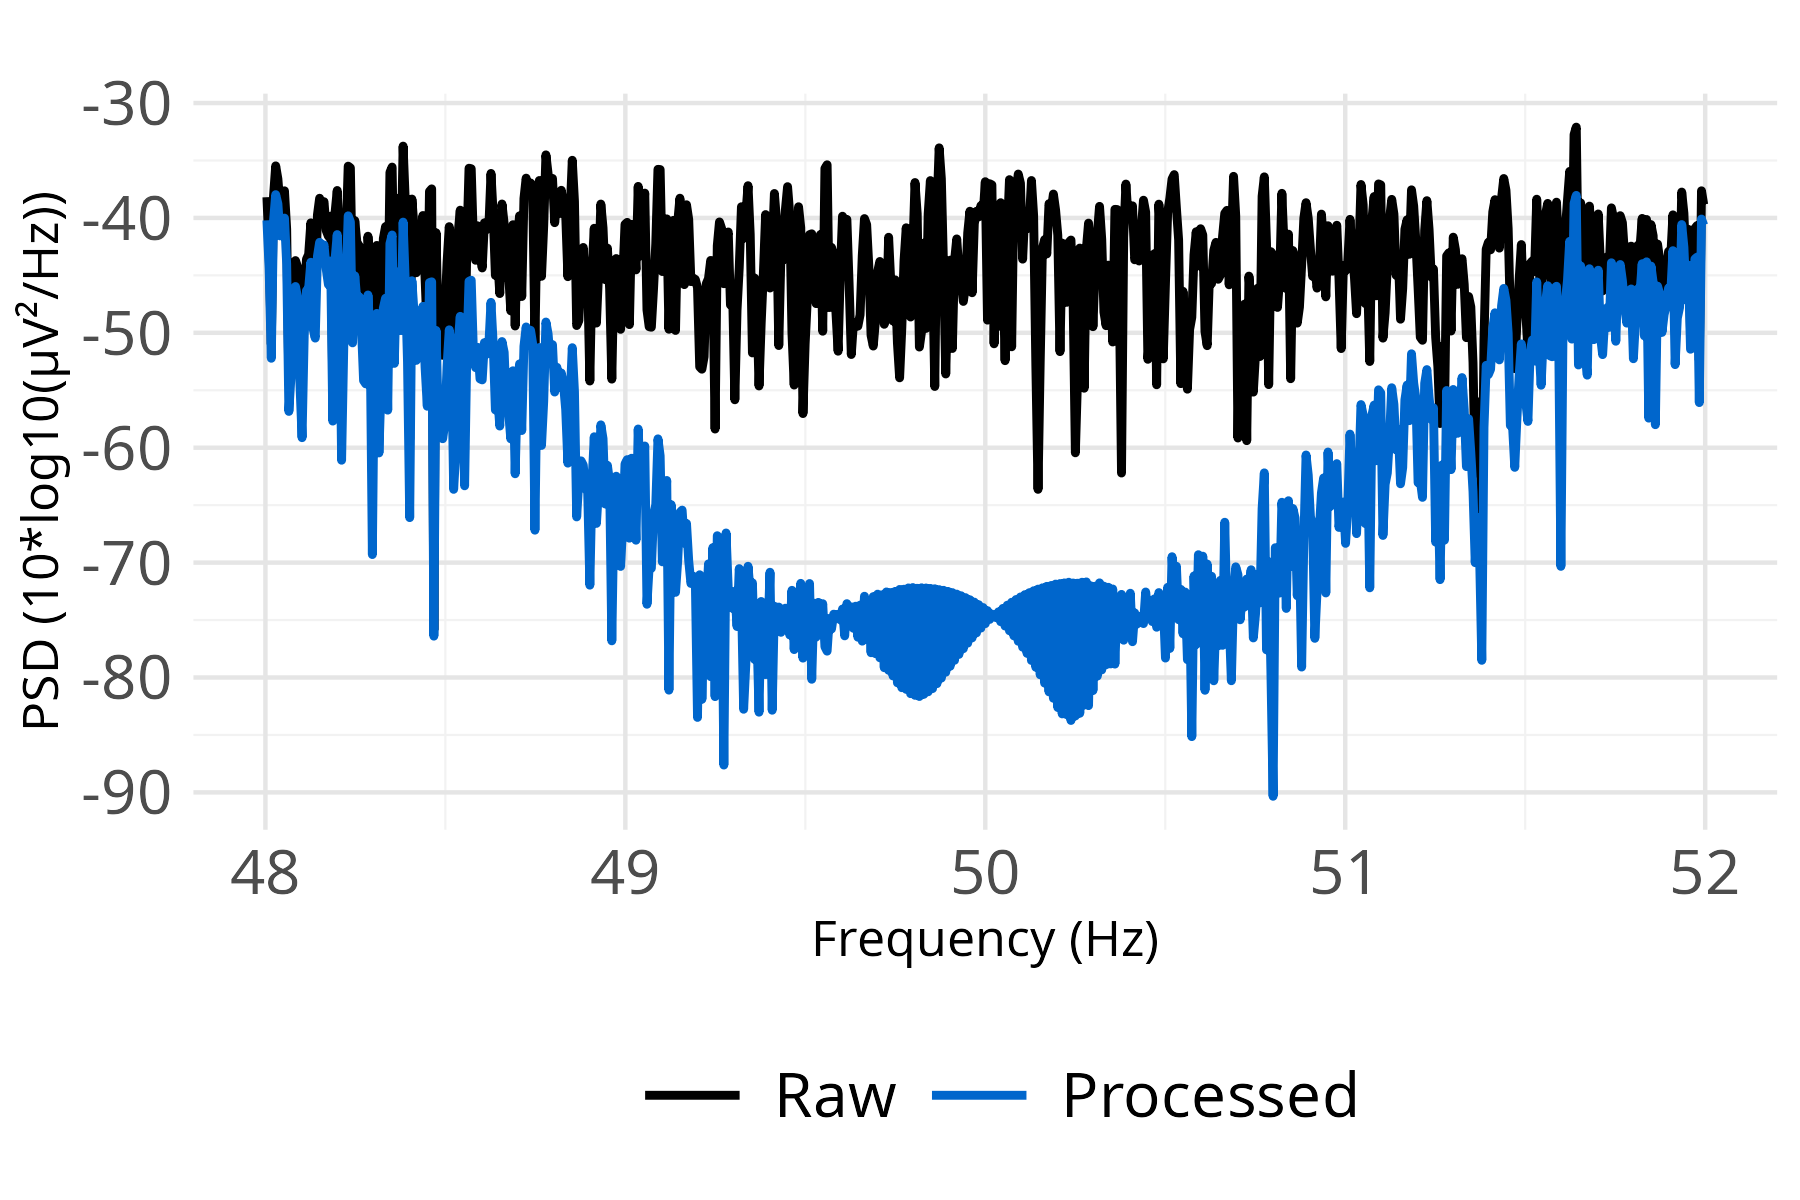 -30
-40
-50
-60
-70
-80
-90
PSD (10*log10(µV²/Hz))
48 49 50 51 52
Frequency (Hz)
Raw Processed